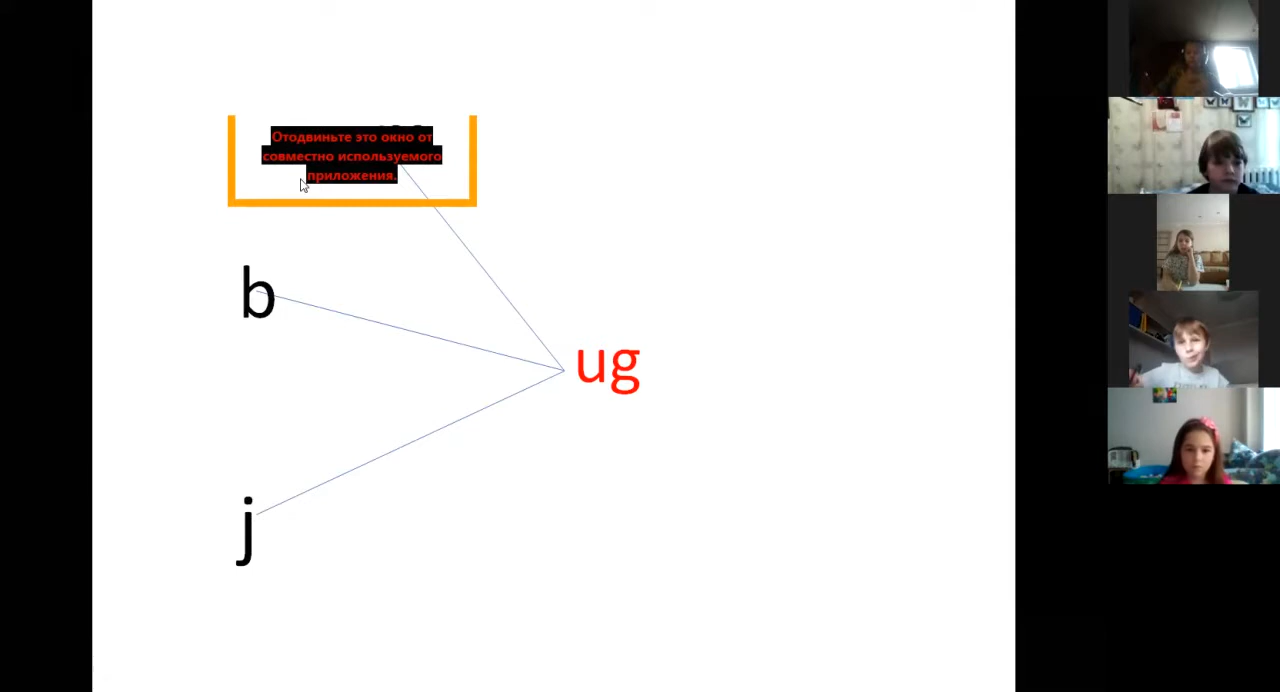 Отодвиньте это окно от
совместно используемого
приложения.
b
ug
j